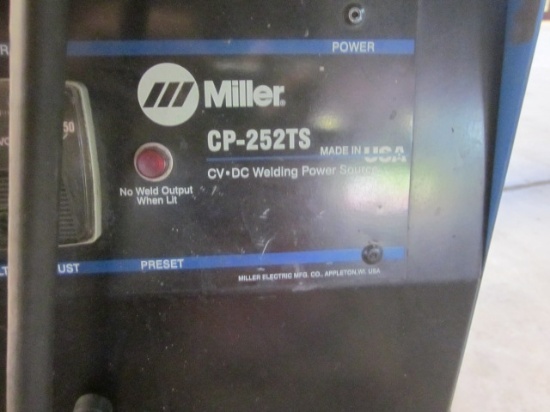 POWER
Miller®
CP-252TS
MADE IN USA
CV•DC Welding Power Source
No Weld Output
When Lit
50
PRESET
MILLER ELECTRIC MFG. CO., APPLETON, WI. USA